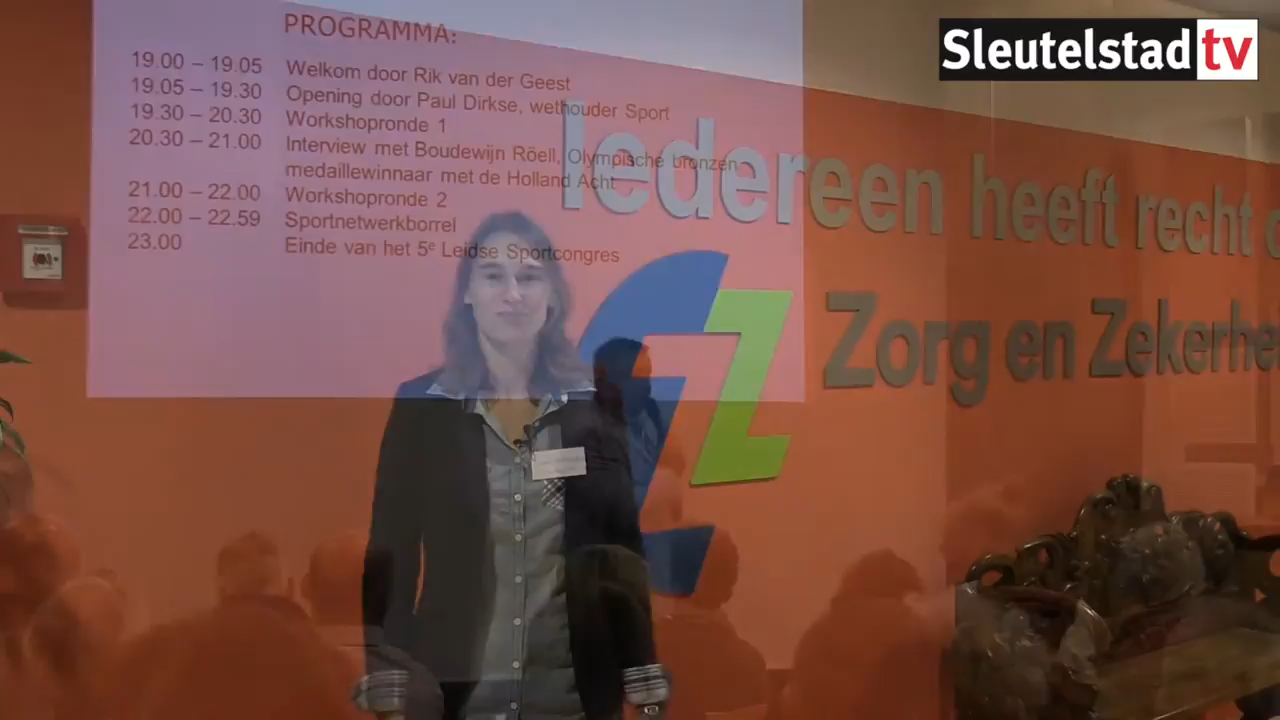 PROGRAMMA:
19.00 – 19.05 Welkom door Rik van der Geest
19.05 – 19.30 Opening door Paul Dirkse, wethouder Sport
19.30 – 20.30 Workshopronde 1
20.30 – 21.00 Interview met Boudewijn Röell, Olympische bronzen
medaillewinnaar met de Holland Acht
21.00 – 22.00 Workshopronde 2
22.00 – 22.59 Sportnetwerkborrel
23.00 Einde van het 5e Leidse Sportcongres
Sleutelstad tv
Iedereen heeft recht
Zorg en Zekerhe